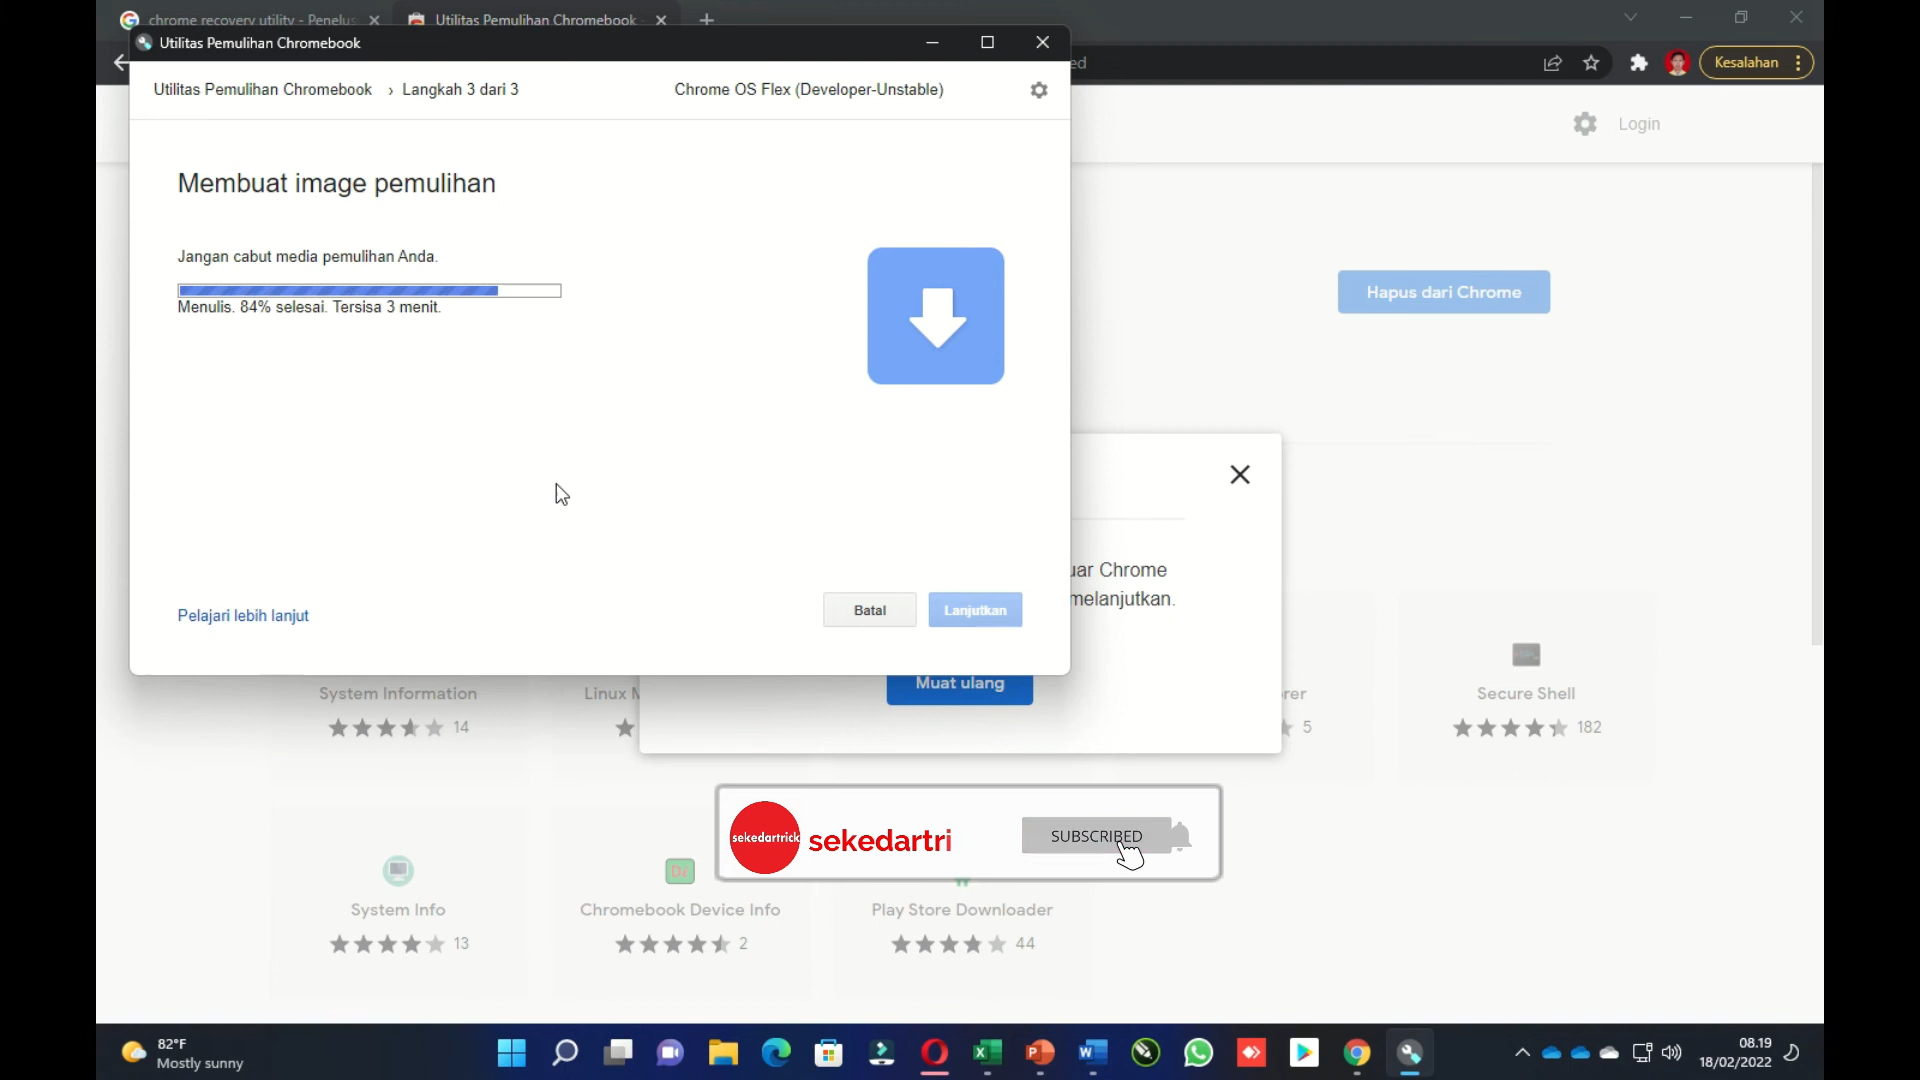 chrome recovery utility - Penelus
Utilitas Pemulihan Chromebook
Utilitas Pemulihan Chromebook
ed
Kesalahan
Utilitas Pemulihan Chromebook › Langkah 3 dari 3
Chrome OS Flex (Developer-Unstable)
Login
Membuat image pemulihan
Jangan cabut media pemulihan Anda.
Menulis. 84% selesai. Tersisa 3 menit.
Hapus dari Chrome
uar Chrome
melanjutkan.
Pelajari lebih lanjut
Batal
Lanjutkan
Muat ulang
System Information
14
Linux
rer
5
Secure Shell
182
sekedartrick
sekedartri
SUBSCRIBED
System Info
13
Chromebook Device Info
2
Play Store Downloader
44
82°F
Mostly sunny
08.19
18/02/2022